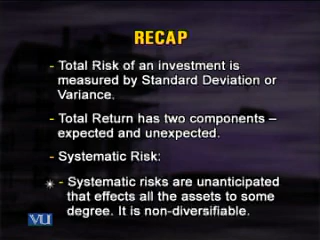 RECAP
- Total Risk of an investment is
measured by Standard Deviation or
Variance.
- Total Return has two components –
expected and unexpected.
- Systematic Risk:
- Systematic risks are unanticipated
that effects all the assets to some
degree. It is non-diversifiable.
VU